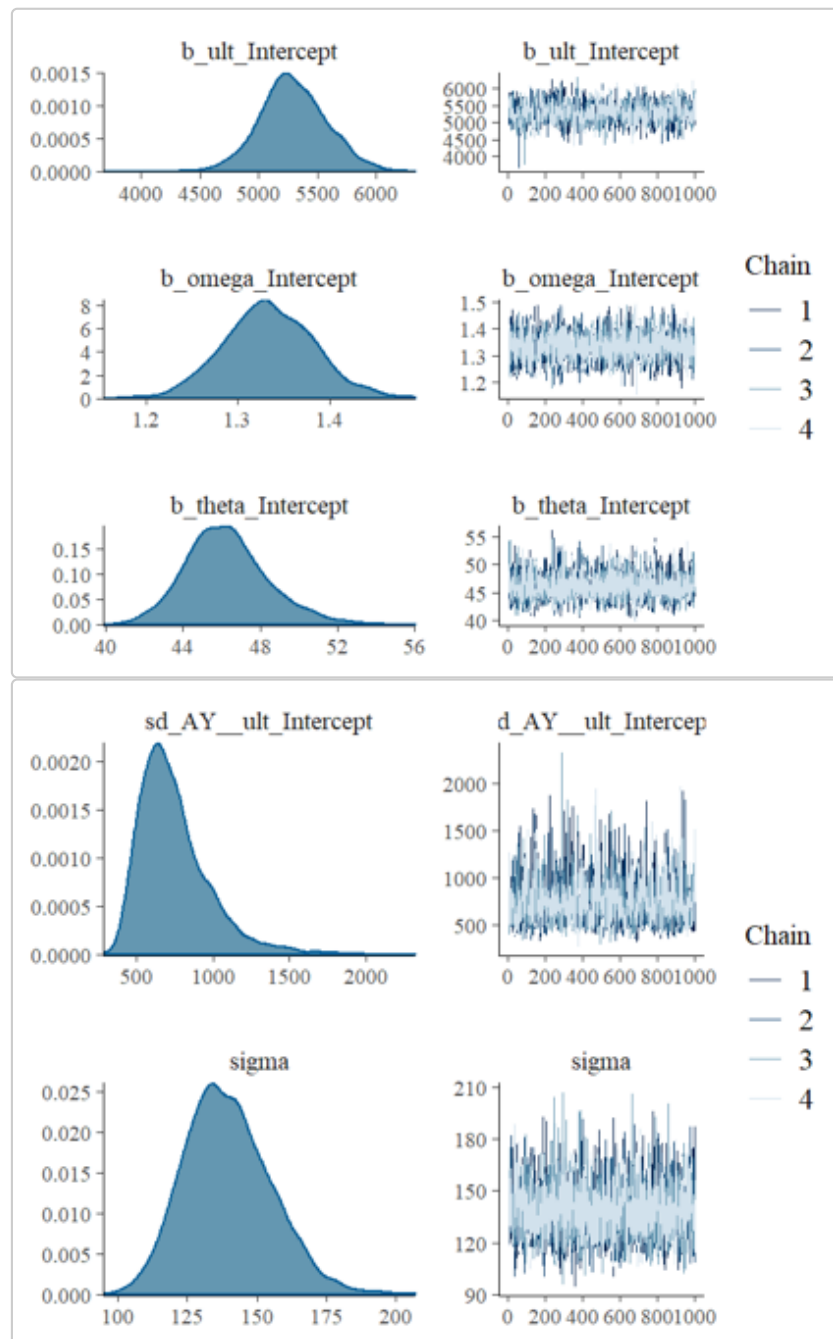 b_ult_Intercept
0.0015
0.0010
0.0005
0.0000
4000 4500 5000 5500 6000
b_ult_Intercept
6000
5500
5000
4500
4000
0 200 400 600 8001000
b_omega_Intercept
8
6
4
2
0
1.2 1.3 1.4
b_omega_Intercept
1.5
1.4
1.3
1.2
0 200 400 600 8001000
b_theta_Intercept
0.15
0.10
0.05
0.00
40 44 48 52 56
b_theta_Intercept
55
50
45
40
0 200 400 600 8001000
Chain
1
2
3
4
sd_AY__ult_Intercept
0.0020
0.0015
0.0010
0.0005
0.0000
500 1000 1500 2000
d_AY__ult_Intercep
2000
1500
1000
500
0 200 400 600 8001000
sigma
0.025
0.020
0.015
0.010
0.005
0.000
100 125 150 175 200
sigma
210
180
150
120
90
0 200 400 600 8001000
Chain
1
2
3
4